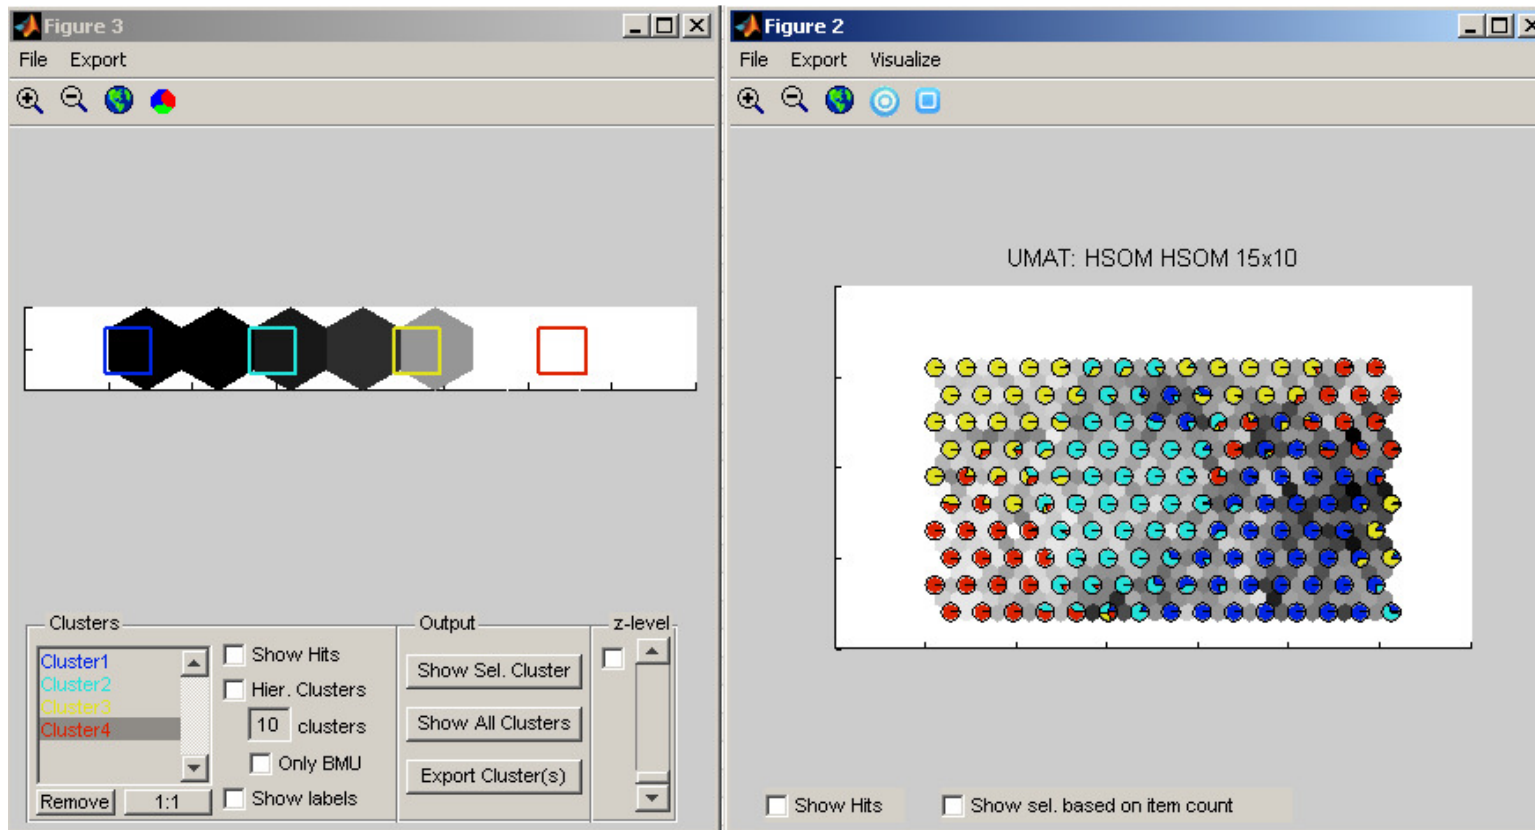 Figure 3
File Export
Clusters
Cluster1
Cluster2
Cluster3
Cluster4
Remove
1:1
Show Hits
Hier. Clusters
10 clusters
Only BMU
Show labels
Output
Show Sel. Cluster
Show All Clusters
Export Cluster(s)
z-level
Figure 2
File Export Visualize
UMAT: HSOM HSOM 15x10
Show Hits
Show sel. based on item count